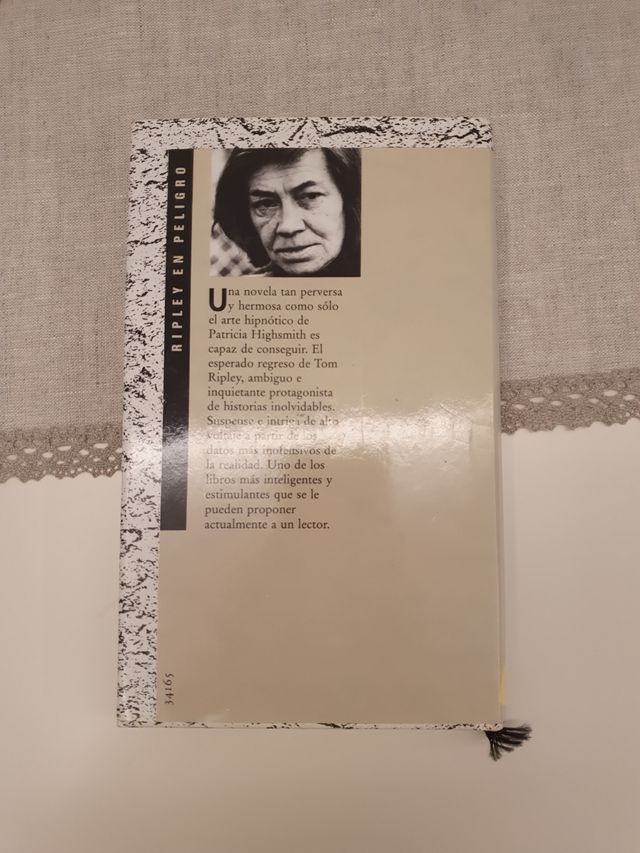 RIPLEY EN PELIGRO
Una novela tan perversa
y hermosa como sólo
el arte hipnótico de
Patricia Highsmith es
capaz de conseguir. El
esperado regreso de Tom
Ripley, ambiguo e
inquietante protagonista
de historias inolvidables.
Suspense e intriga de alto
voltaje a partir de los
datos más inofensivos de
la realidad. Uno de los
libros más inteligentes y
estimulantes que se le
pueden proponer
actualmente a un lector.
34165